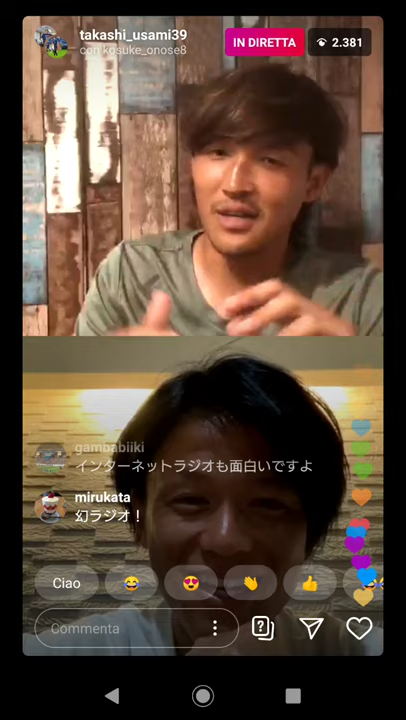 takashi_usami39
con kosuke_onose8
IN DIRETTA
2.381
gambabiiki
インターネットラジオも面白いですよ
mirukata
幻ラジオ！
Ciao
Commenta